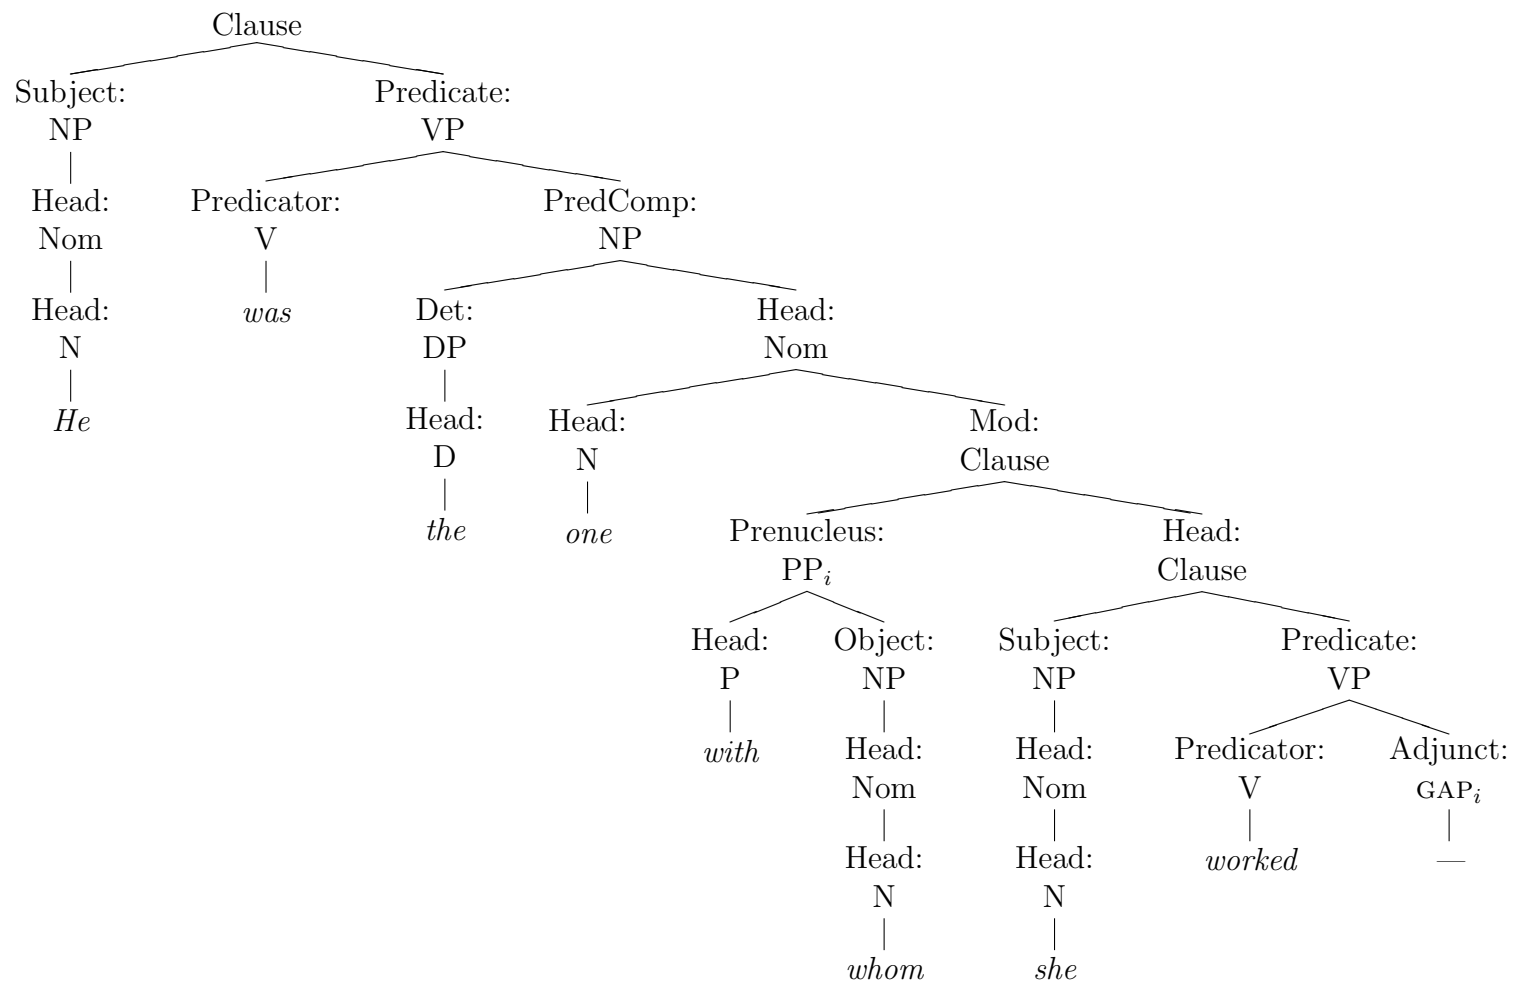 Clause
Subject: Predicate:
NP VP
Head: Predicator: PredComp:
Nom V NP
Head: was Det: Head:
N DP Nom
He Head: Head: Mod:
D N Clause
the one Prenucleus: Head:
PPi Clause
Head: Object: Subject: Predicate:
P NP NP VP
with Head: Head: Predicator: Adjunct:
Nom Nom V GAPi
Head: Head: worked —
N N
whom she